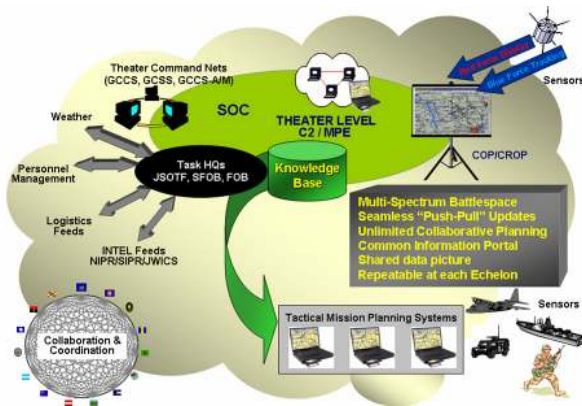 Theater Command Nets
(GCCS, GCSS, GCCS-A/M)
SOC
THEATER LEVEL
C2 / MPE
Red Force Tracks
Blue Force Tracking
Sensors
COP/CROP
Weather
Personnel
Management
Logistics
Feeds
INTEL Feeds
NIPR/SIPR/JWICS
Task HQs
JSOTF, SFOB, FOB
Knowledge
Base
Multi-Spectrum Battlespace
Seamless “Push-Pull” Updates
Unlimited Collaborative Planning
Common Information Portal
Shared data picture
Repeatable at each Echelon
Collaboration &
Coordination
Tactical Mission Planning Systems
Sensors